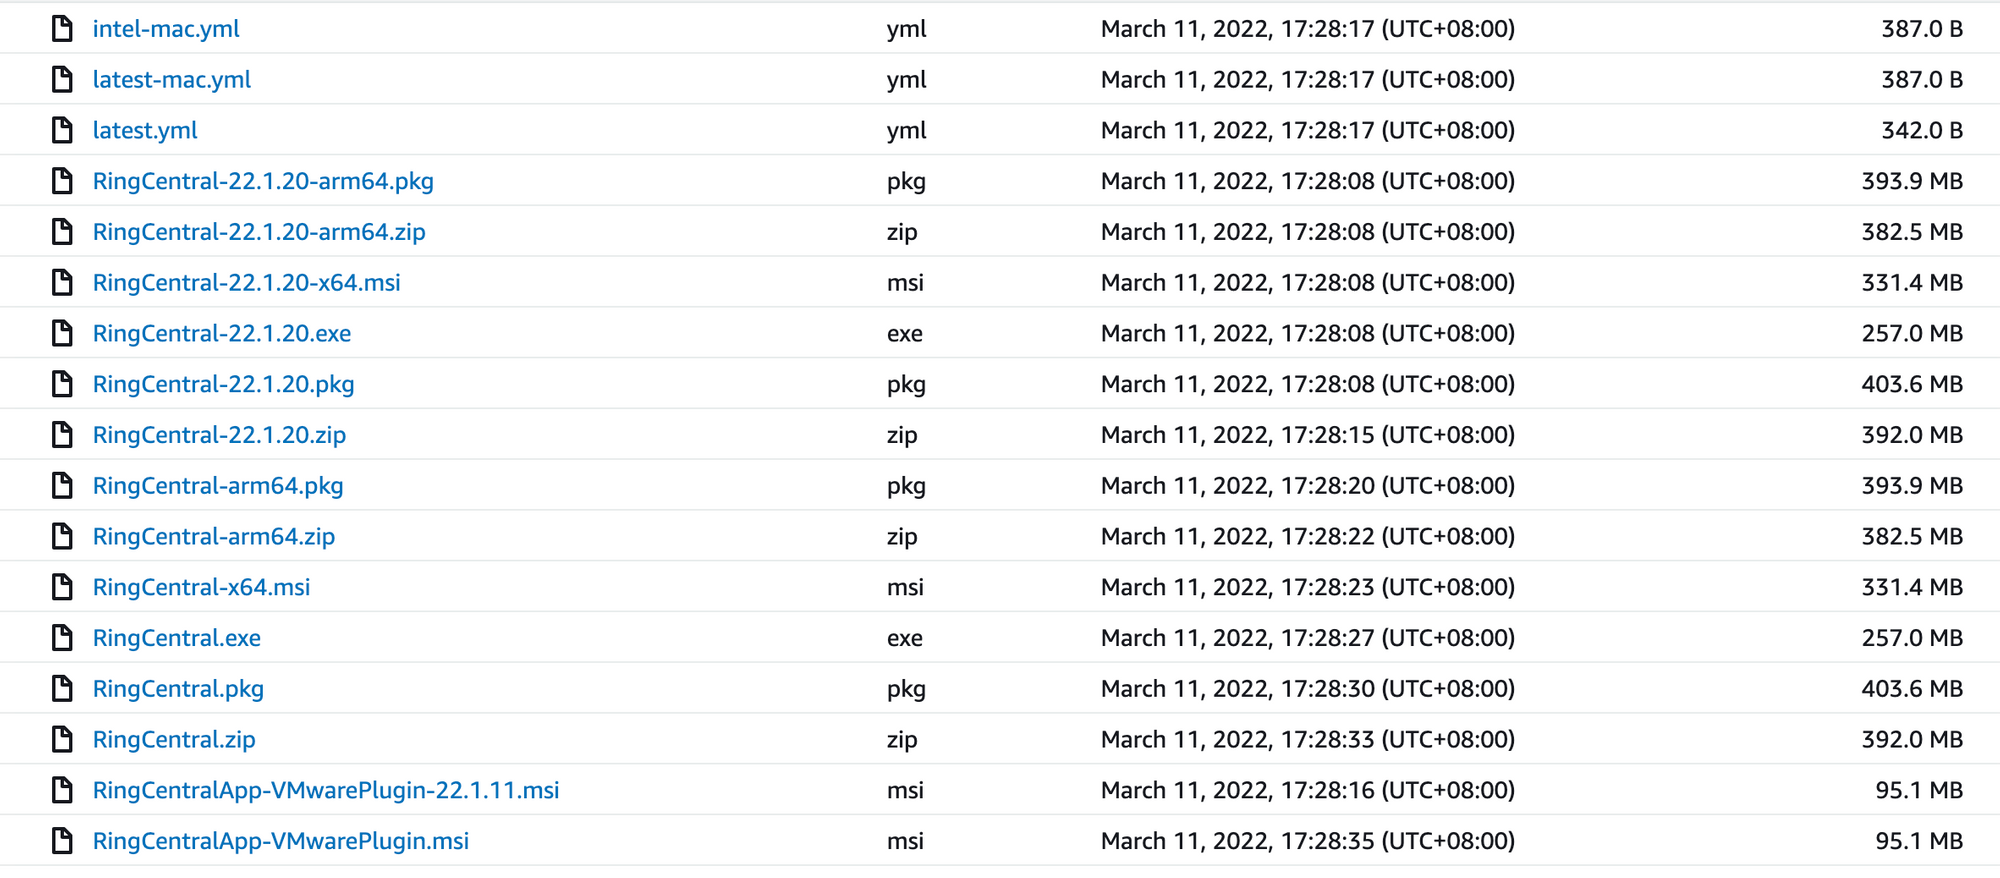 intel-mac.yml yml March 11, 2022, 17:28:17 (UTC+08:00) 387.0 B
latest-mac.yml yml March 11, 2022, 17:28:17 (UTC+08:00) 387.0 B
latest.yml yml March 11, 2022, 17:28:17 (UTC+08:00) 342.0 B
RingCentral-22.1.20-arm64.pkg pkg March 11, 2022, 17:28:08 (UTC+08:00) 393.9 MB
RingCentral-22.1.20-arm64.zip zip March 11, 2022, 17:28:08 (UTC+08:00) 382.5 MB
RingCentral-22.1.20-x64.msi msi March 11, 2022, 17:28:08 (UTC+08:00) 331.4 MB
RingCentral-22.1.20.exe exe March 11, 2022, 17:28:08 (UTC+08:00) 257.0 MB
RingCentral-22.1.20.pkg pkg March 11, 2022, 17:28:08 (UTC+08:00) 403.6 MB
RingCentral-22.1.20.zip zip March 11, 2022, 17:28:15 (UTC+08:00) 392.0 MB
RingCentral-arm64.pkg pkg March 11, 2022, 17:28:20 (UTC+08:00) 393.9 MB
RingCentral-arm64.zip zip March 11, 2022, 17:28:22 (UTC+08:00) 382.5 MB
RingCentral-x64.msi msi March 11, 2022, 17:28:23 (UTC+08:00) 331.4 MB
RingCentral.exe exe March 11, 2022, 17:28:27 (UTC+08:00) 257.0 MB
RingCentral.pkg pkg March 11, 2022, 17:28:30 (UTC+08:00) 403.6 MB
RingCentral.zip zip March 11, 2022, 17:28:33 (UTC+08:00) 392.0 MB
RingCentralApp-VMwarePlugin-22.1.11.msi msi March 11, 2022, 17:28:16 (UTC+08:00) 95.1 MB
RingCentralApp-VMwarePlugin.msi msi March 11, 2022, 17:28:35 (UTC+08:00) 95.1 MB